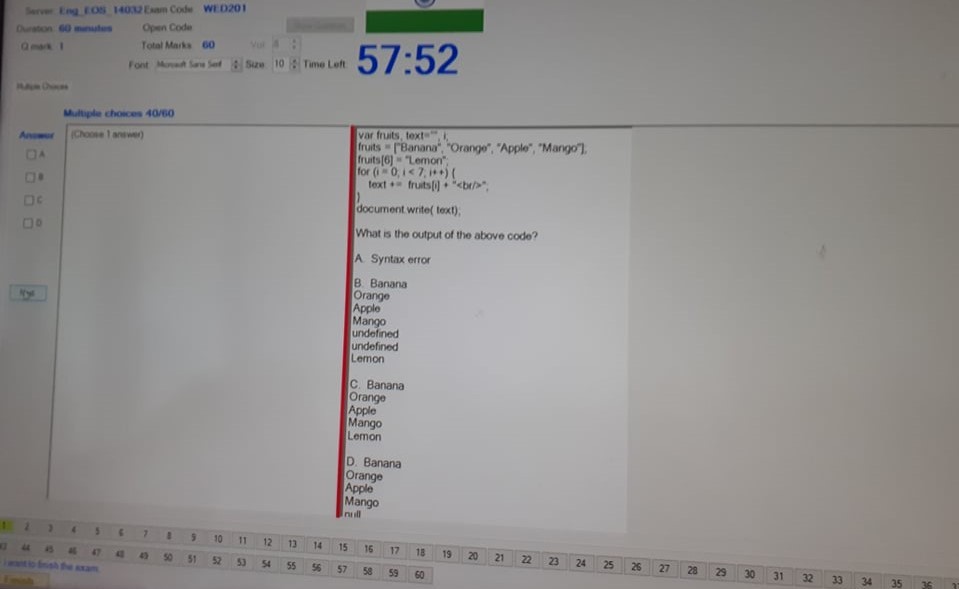 Server: Eng_EOS_14032 Exam Code: WED201
Duration: 60 minutes Open Code:
Q mark: 1 Total Marks: 60 Vol: 8
Font: Microsoft Sans Serif Size: 10 Time Left: 57:52
Multiple Choices
Multiple choices 40/60
Answer (Choose 1 answer)
A
B
C
D
Next
var fruits, text="", i;
fruits = ["Banana", "Orange", "Apple", "Mango"];
fruits[6] = "Lemon";
for (i = 0; i < 7; i++) {
text += fruits[i] + "<br/>";
}
document.write( text);
What is the output of the above code?
A. Syntax error
B. Banana
Orange
Apple
Mango
undefined
undefined
Lemon
C. Banana
Orange
Apple
Mango
Lemon
D. Banana
Orange
Apple
Mango
null
1 2 3 4 5 6 7 8 9 10 11 12 13 14 15 16 17 18 19 20 21 22 23 24 25 26 27 28 29 30 31 32 33 34 35 36
44 45 46 47 48 49 50 51 52 53 54 55 56 57 58 59 60
I want to finish the exam.
Finish